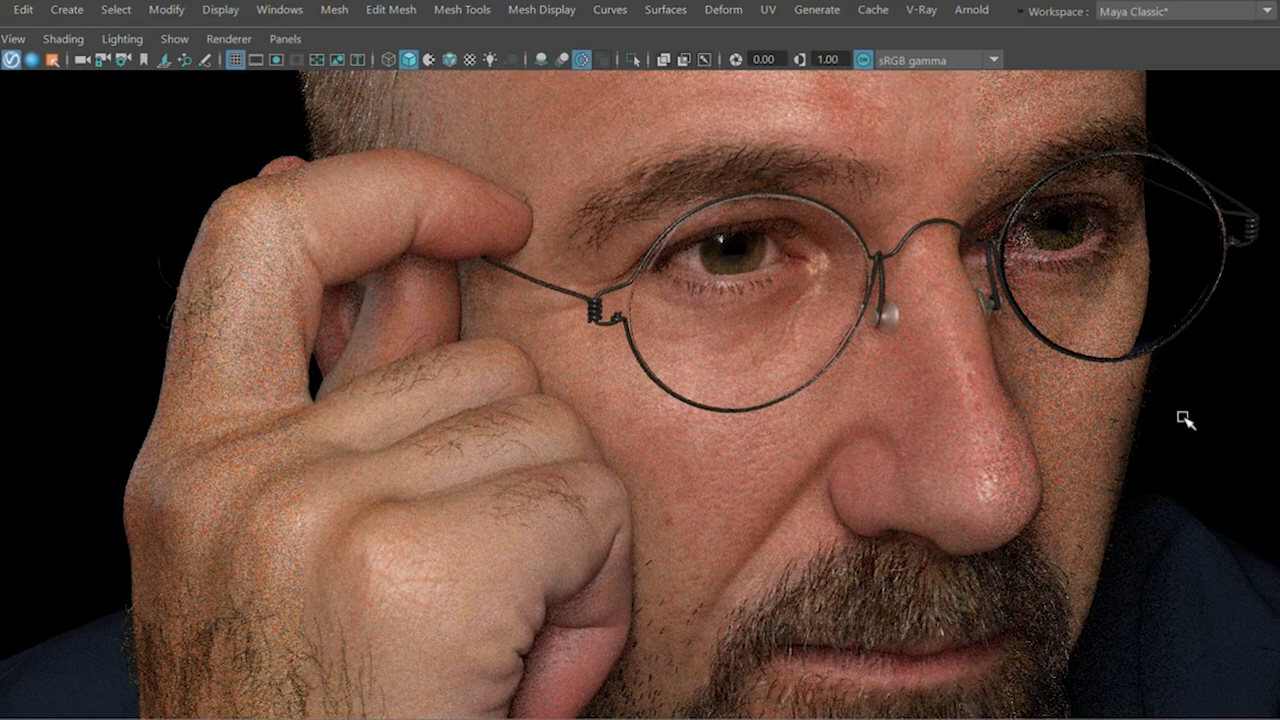 Edit Create Select Modify Display Windows Mesh Edit Mesh Mesh Tools Mesh Display Curves Surfaces Deform UV Generate Cache V-Ray Arnold » Workspace : Maya Classic*
View Shading Lighting Show Renderer Panels
0.00 1.00 ON sRGB gamma